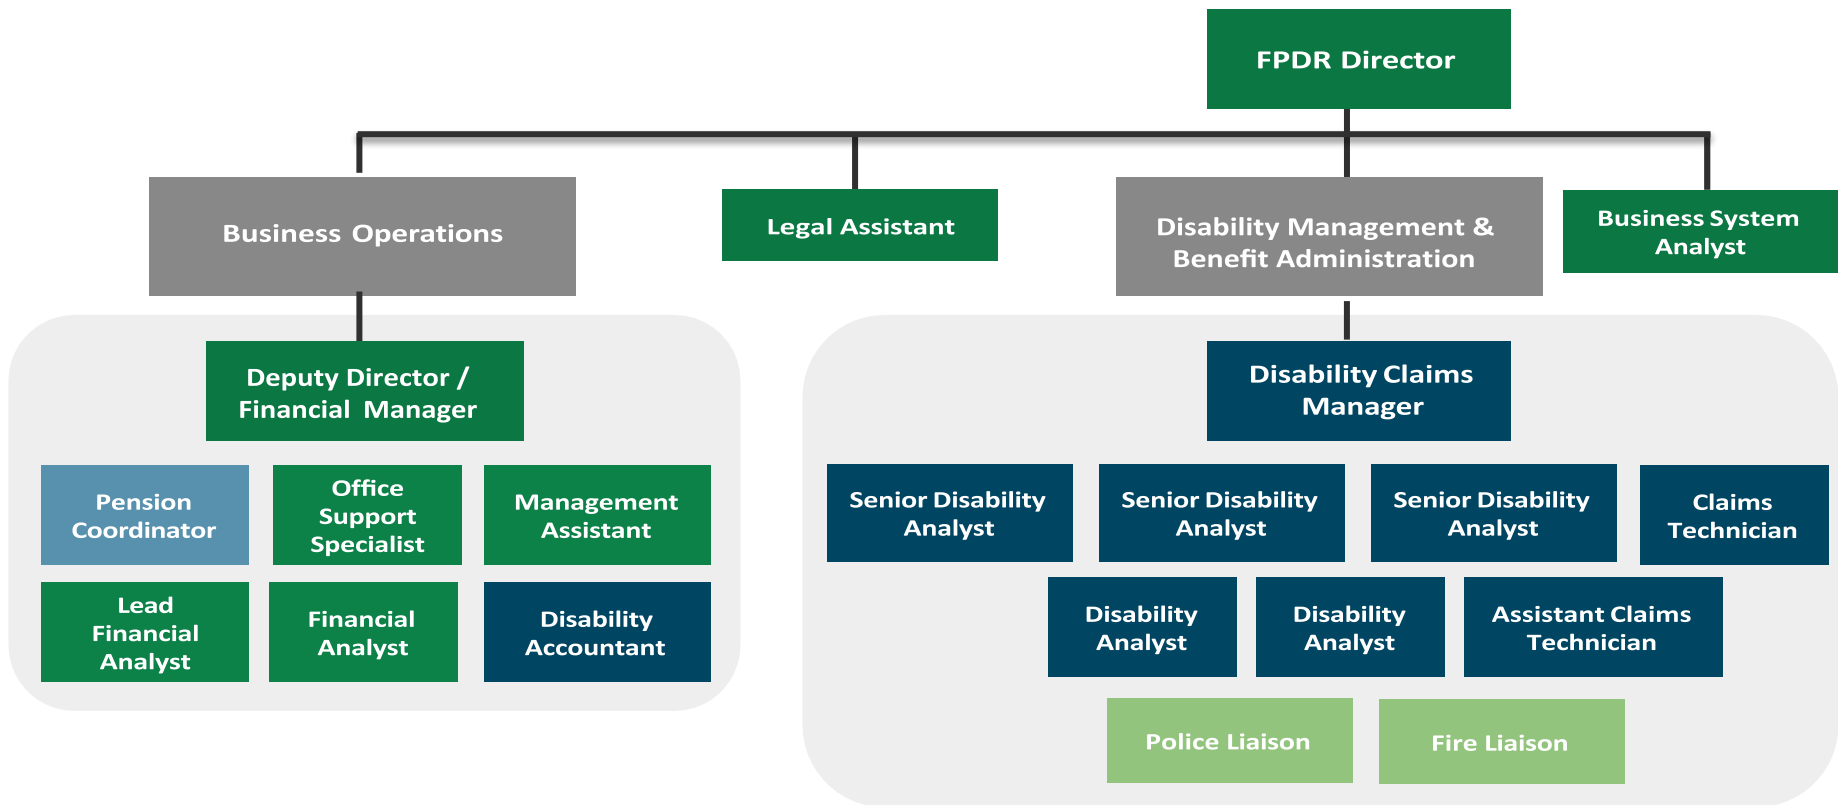 FPDR Director
Business Operations
Legal Assistant
Disability Management &
Benefit Administration
Business System
Analyst
Deputy Director /
Financial Manager
Pension
Coordinator
Office
Support
Specialist
Management
Assistant
Lead
Financial
Analyst
Financial
Analyst
Disability
Accountant
Disability Claims
Manager
Senior Disability
Analyst
Senior Disability
Analyst
Senior Disability
Analyst
Claims
Technician
Disability
Analyst
Disability
Analyst
Assistant Claims
Technician
Police Liaison
Fire Liaison